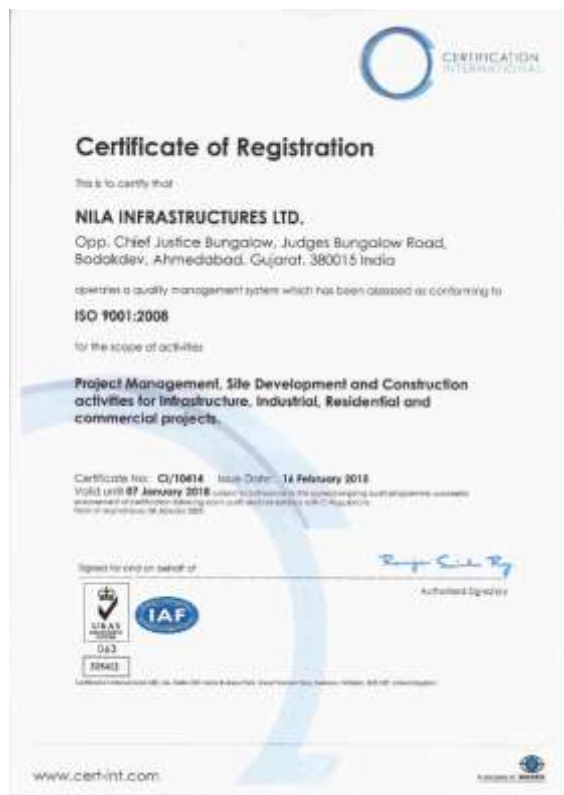 CERTIFICATION
INTERNATIONAL
Certificate of Registration
This is to certify that
NILA INFRASTRUCTURES LTD.
Opp. Chief Justice Bungalow, Judges Bungalow Road,
Bodakdev, Ahmedabad, Gujarat. 380015 India
operates a quality management system which has been assessed as conforming to
ISO 9001:2008
for the scope of activities
Project Management, Site Development and Construction
activities for Infrastructure, Industrial, Residential and
commercial projects.
Certificate No: CI/10614 Issue Date: 16 February 2015
Valid until 07 January 2018
Signed for and on behalf of
Authorised Signatory
UKAS
IAF
063
www.cert-int.com